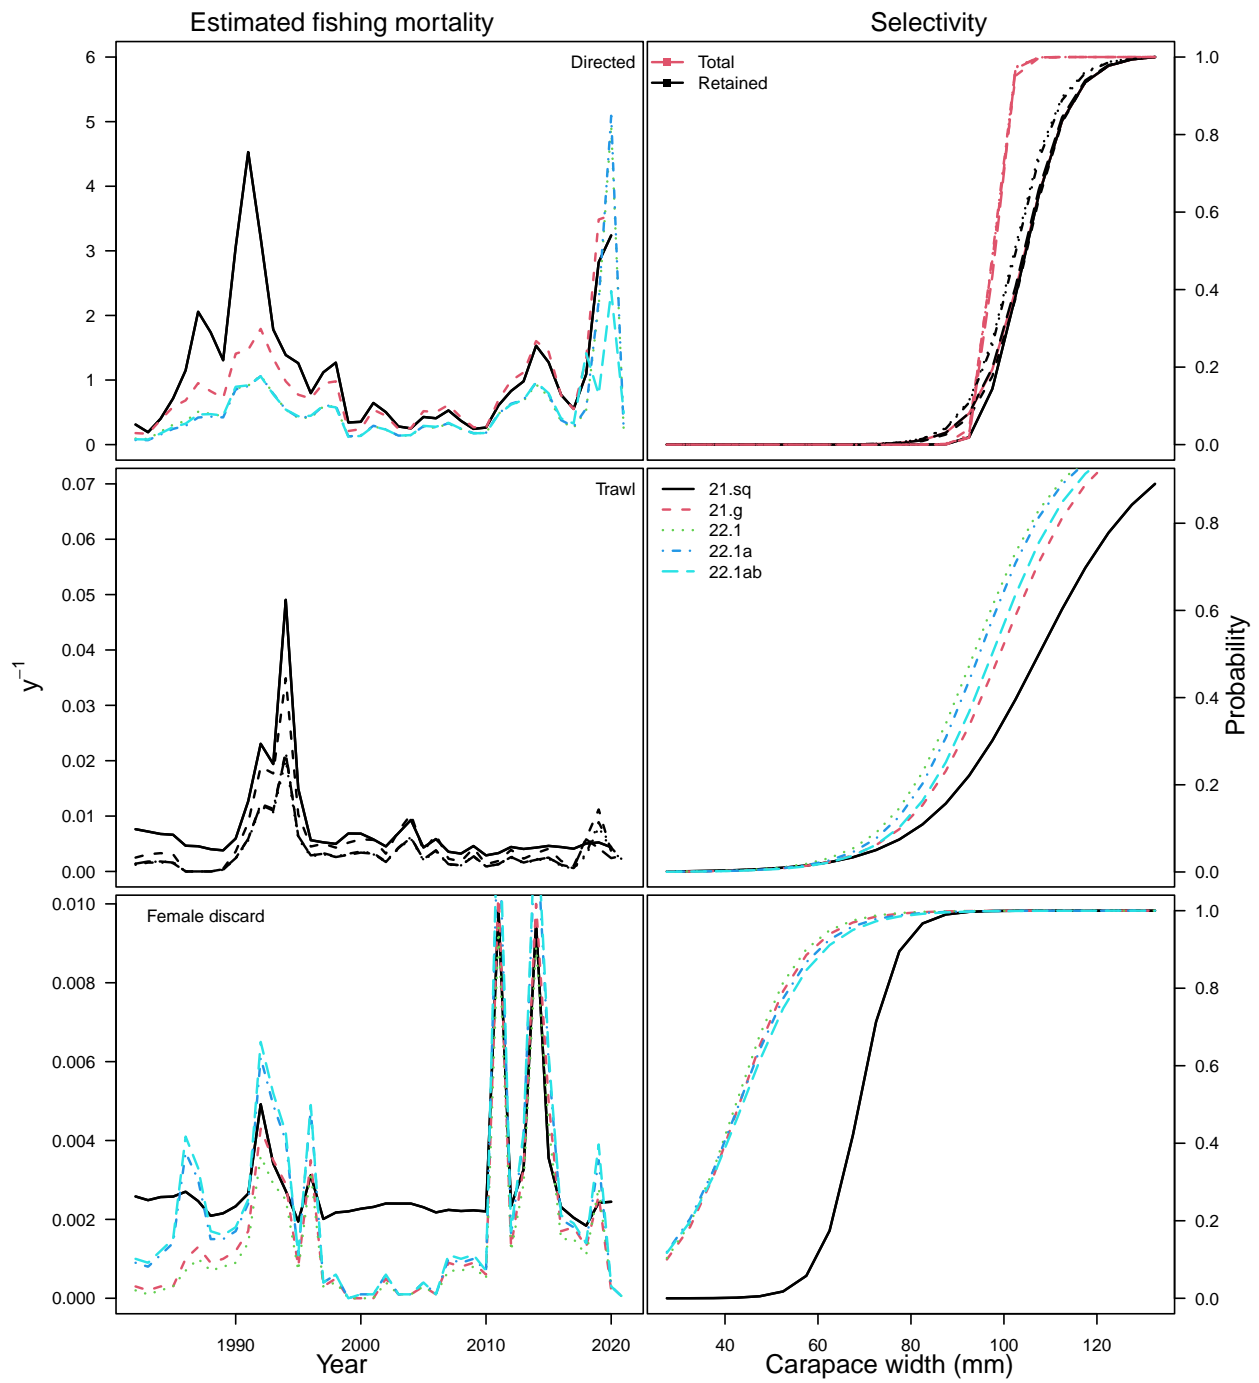 Estimated fishing mortality
Selectivity
Directed
6
5
4
3
2
1
0
Total
Retained
1.0
0.8
0.6
0.4
0.2
0.0
Trawl
0.07
0.06
0.05
0.04
0.03
0.02
0.01
0.00
y⁻¹
21.sq
21.g
22.1
22.1a
22.1ab
0.8
0.6
0.4
0.2
0.0
Probability
Female discard
0.010
0.008
0.006
0.004
0.002
0.000
1.0
0.8
0.6
0.4
0.2
0.0
1990 2000 2010 2020
Year
40 60 80 100 120
Carapace width (mm)